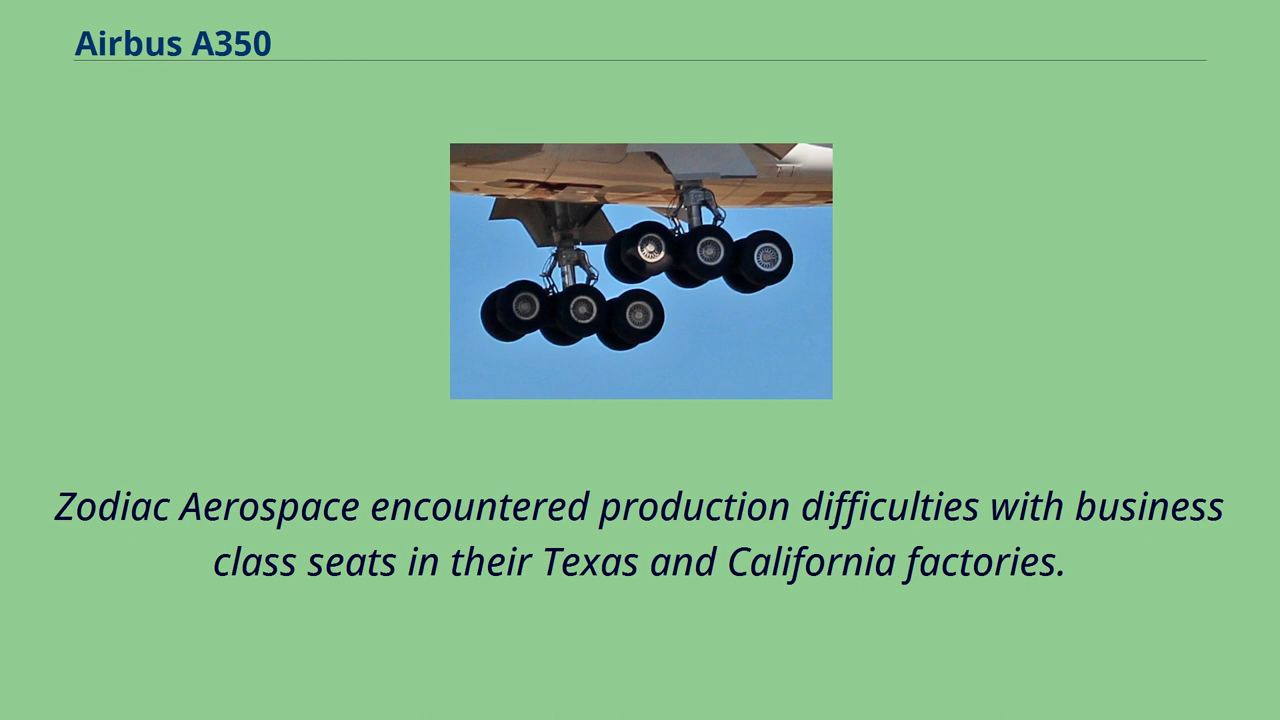 Airbus A350
Zodiac Aerospace encountered production difficulties with business
class seats in their Texas and California factories.